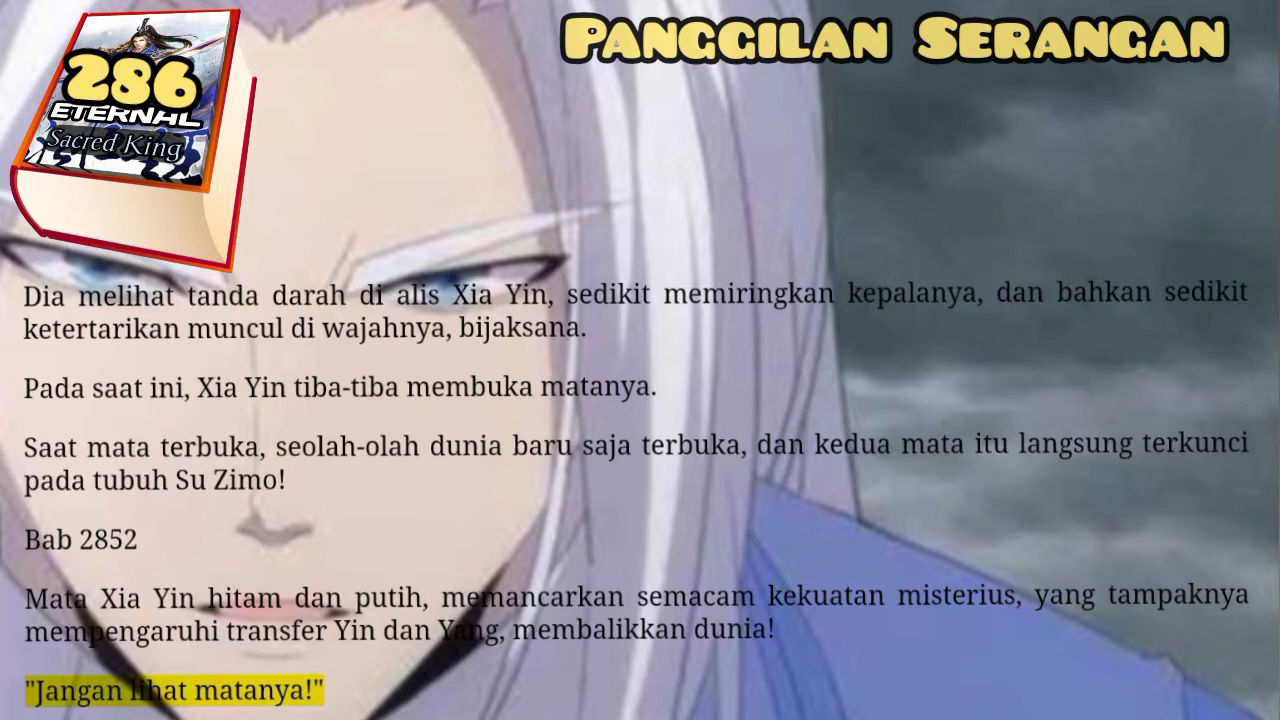 286
ETERNAL
Sacred King
PANGGILAN SERANGAN
Dia melihat tanda darah di alis Xia Yin, sedikit memiringkan kepalanya, dan bahkan sedikit
ketertarikan muncul di wajahnya, bijaksana.
Pada saat ini, Xia Yin tiba-tiba membuka matanya.
Saat mata terbuka, seolah-olah dunia baru saja terbuka, dan kedua mata itu langsung terkunci
pada tubuh Su Zimo!
Bab 2852
Mata Xia Yin hitam dan putih, memancarkan semacam kekuatan misterius, yang tampaknya
mempengaruhi transfer Yin dan Yang, membalikkan dunia!
"Jangan lihat matanya!"